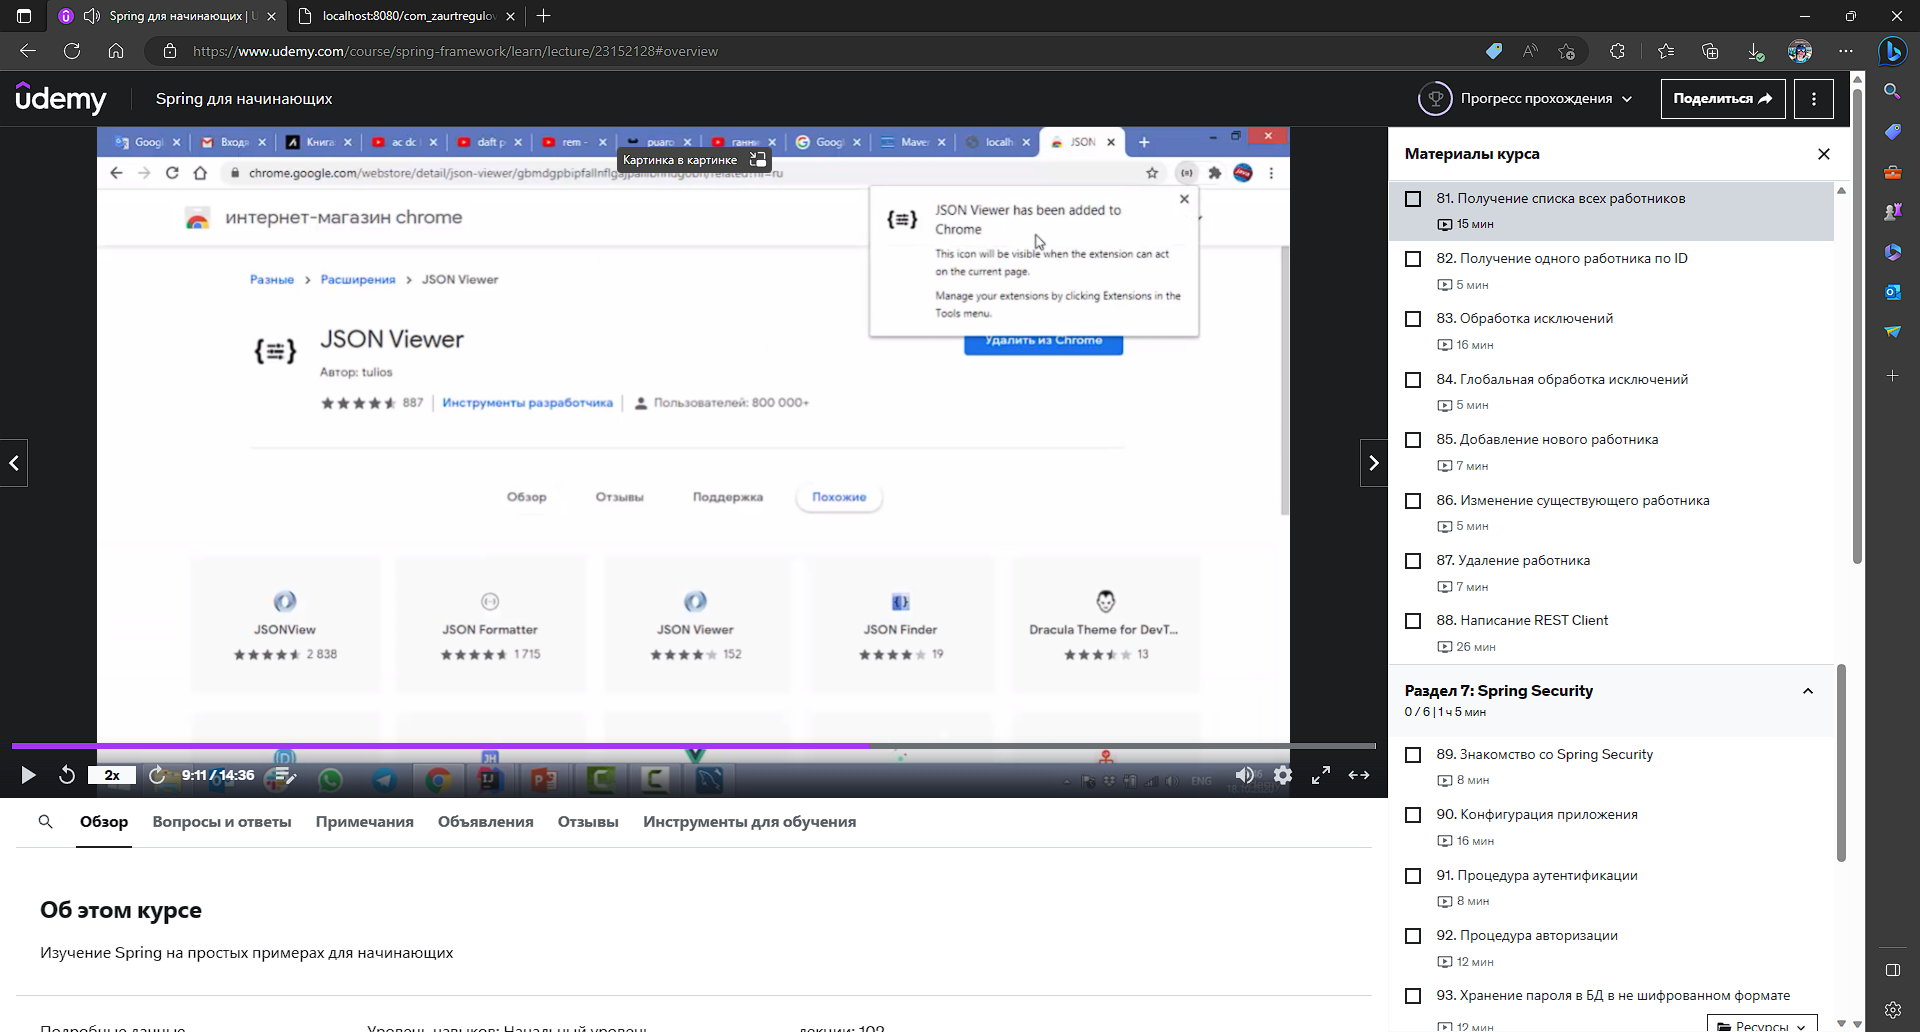 Spring для начинающих | U
localhost:8080/com_zaurtregulov
https://www.udemy.com/course/spring-framework/learn/lecture/23152128#overview
ûdemy
Spring для начинающих
Прогресс прохождения
Поделиться
Googl
Входя
Книга
ac dc
daft p
rem -
puaro
Googl
Maver
localh
JSON
Картинка в картинке
chrome.google.com/webstore/detail/json-viewer/
интернет-магазин chrome
JSON Viewer has been added to
Chrome
This icon will be visible when the extension can act
on the current page.
Manage your extensions by clicking Extensions in the
Tools menu.
Разные > Расширения > JSON Viewer
JSON Viewer
Удалить из Chrome
Автор: tulios
887
Инструменты разработчика
Пользователей: 800 000+
Обзор
Отзывы
Поддержка
Похожие
JSONView
JSON Formatter
JSON Viewer
JSON Finder
Dracula Theme for DevT...
2 838
1 715
152
19
13
2x
9:11 / 14:36
ENG
Материалы курса
81. Получение списка всех работников
15 мин
82. Получение одного работника по ID
5 мин
83. Обработка исключений
16 мин
84. Глобальная обработка исключений
5 мин
85. Добавление нового работника
7 мин
86. Изменение существующего работника
5 мин
87. Удаление работника
7 мин
88. Написание REST Client
26 мин
Раздел 7: Spring Security
0 / 6 | 1 ч 5 мин
89. Знакомство со Spring Security
8 мин
90. Конфигурация приложения
16 мин
91. Процедура аутентификации
8 мин
92. Процедура авторизации
12 мин
93. Хранение пароля в БД в не шифрованном формате
12 мин
Ресурсы
Обзор
Вопросы и ответы
Примечания
Объявления
Отзывы
Инструменты для обучения
Об этом курсе
Изучение Spring на простых примерах для начинающих
Подробные данные
Уровень навыков: Начальный уровень
лекции: 102